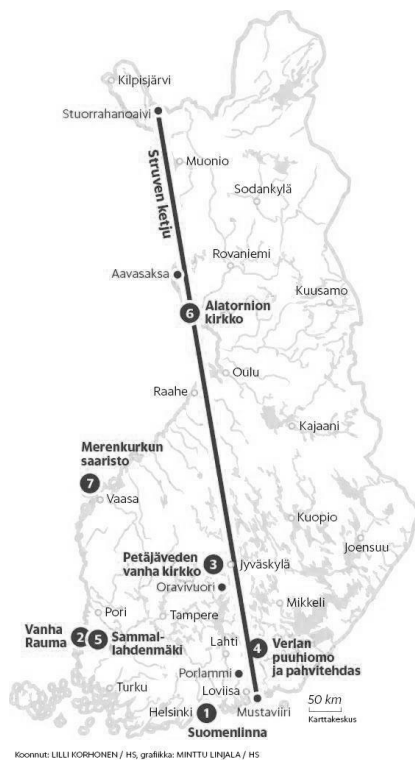 Kilpisjärvi
Stuorrahanoaivi
Struven ketju
Muonio
Sodankylä
Rovaniemi
Aavasaksa
Kuusamo
6 Alatornion
kirkko
Oulu
Raahe
Kajaani
Merenkurkun
saaristo
7
Vaasa
Kuopio
Joensuu
Petäjäveden
vanha kirkko
3
Jyväskylä
Oravivuori
Mikkeli
Pori
Tampere
Vanha
Rauma
2
5
Sammal-
lahdenmäki
Lahti
4
Verlan
puuhiomo
ja pahvitehdas
Porlammi
Turku
Loviisa
50 km
Helsinki
1
Mustaviiri
Karttakeskus
Suomenlinna
Koonnut: LILLI KORHONEN / HS, grafiikka: MINTTU LINJALA / HS